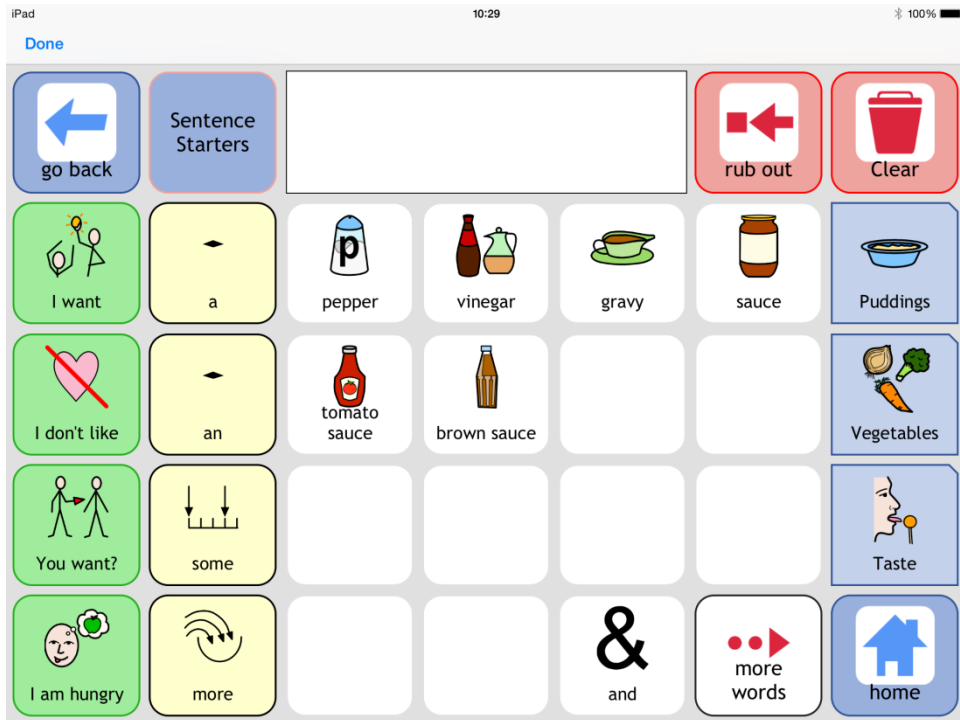 iPad
10:29
100%
Done
go back
Sentence
Starters
rub out
Clear
I want
a
p
pepper
vinegar
gravy
sauce
Puddings
I don't like
an
tomato
sauce
brown sauce
Vegetables
You want?
some
Taste
I am hungry
more
&
and
more
words
home